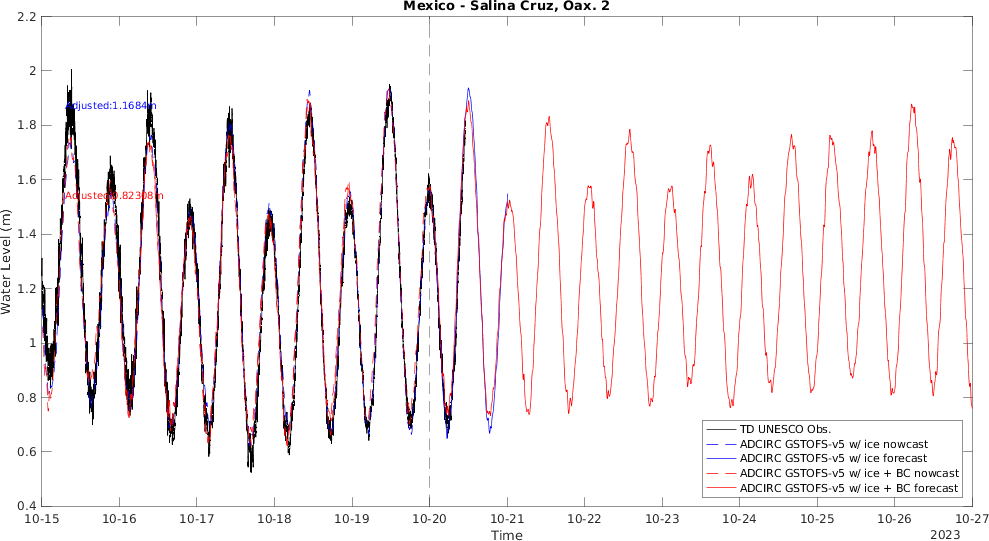 Mexico - Salina Cruz, Oax. 2
2.2
2
1.8
1.6
1.4
1.2
1
0.8
0.6
0.4
Water Level (m)
Adjusted:1.1684m
Adjusted:0.82308m
TD UNESCO Obs.
ADCIRC GSTOFS-v5 w/ ice nowcast
ADCIRC GSTOFS-v5 w/ ice forecast
ADCIRC GSTOFS-v5 w/ ice + BC nowcast
ADCIRC GSTOFS-v5 w/ ice + BC forecast
10-15 10-16 10-17 10-18 10-19 10-20 10-21 10-22 10-23 10-24 10-25 10-26 10-27
Time
2023